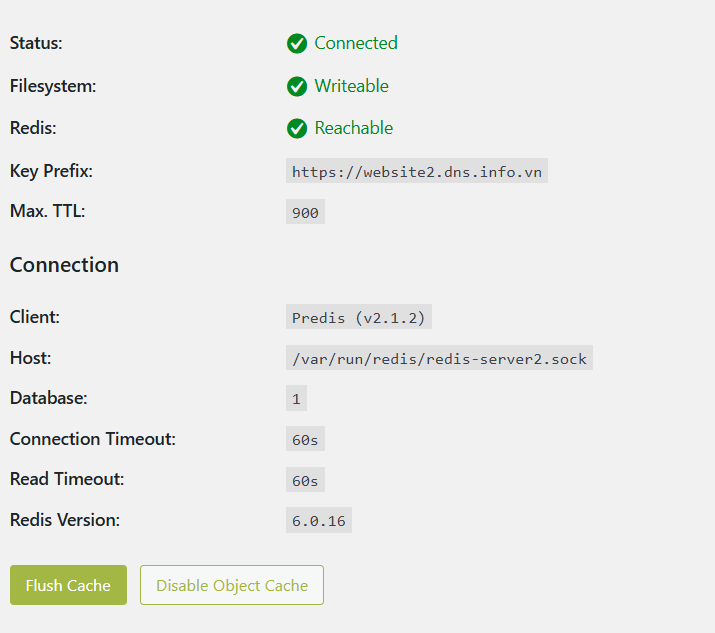 Status: Connected
Filesystem: Writeable
Redis: Reachable
Key Prefix: https://website2.dns.info.vn
Max. TTL: 900
Connection
Client: Predis (v2.1.2)
Host: /var/run/redis/redis-server2.sock
Database: 1
Connection Timeout: 60s
Read Timeout: 60s
Redis Version: 6.0.16
Flush Cache Disable Object Cache